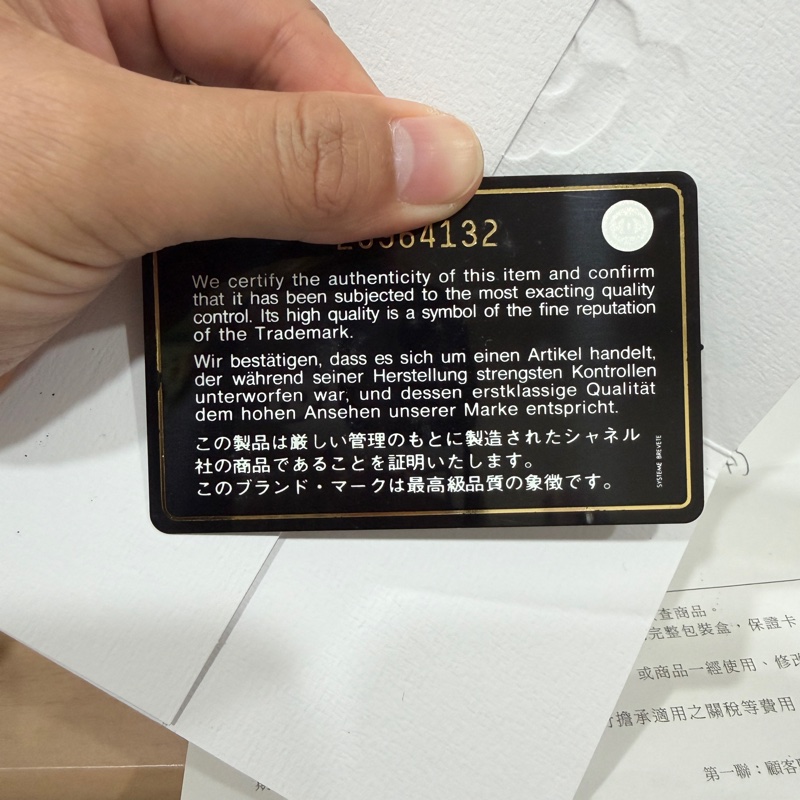 64132
We certify the authenticity of this item and confirm
that it has been subjected to the most exacting quality
control. Its high quality is a symbol of the fine reputation
of the Trademark.
Wir bestätigen, dass es sich um einen Artikel handelt,
der während seiner Herstellung strengsten Kontrollen
unterworfen war, und dessen erstklassige Qualität
dem hohen Ansehen unserer Marke entspricht.
この製品は厳しい管理のもとに製造されたシャネル
社の商品であることを証明いたします。
このブランド・マークは最高級品質の象徴です。
SYSTEME BREVETE
查商品。
完整包裝盒，保證卡
或商品一經使用、修改
擔承適用之關稅等費用
第一聯：顧客